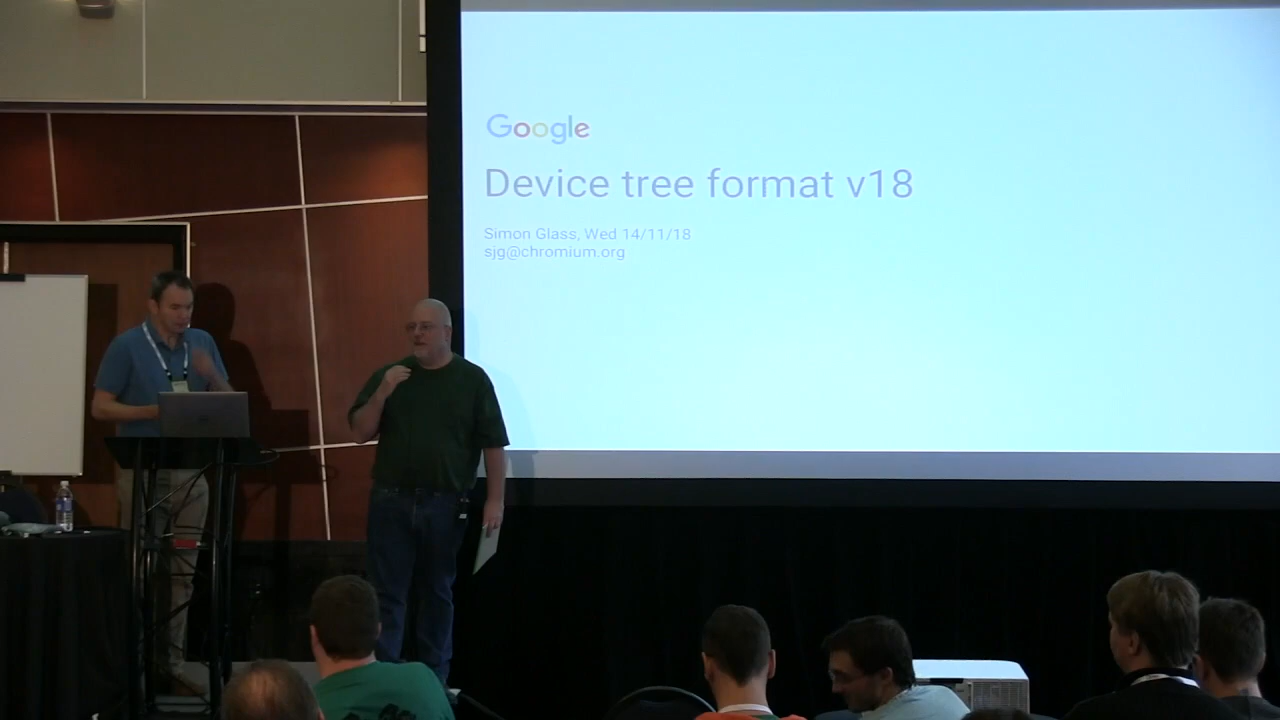 Google
Device tree format v18
Simon Glass, Wed 14/11/18
sjg@chromium.org